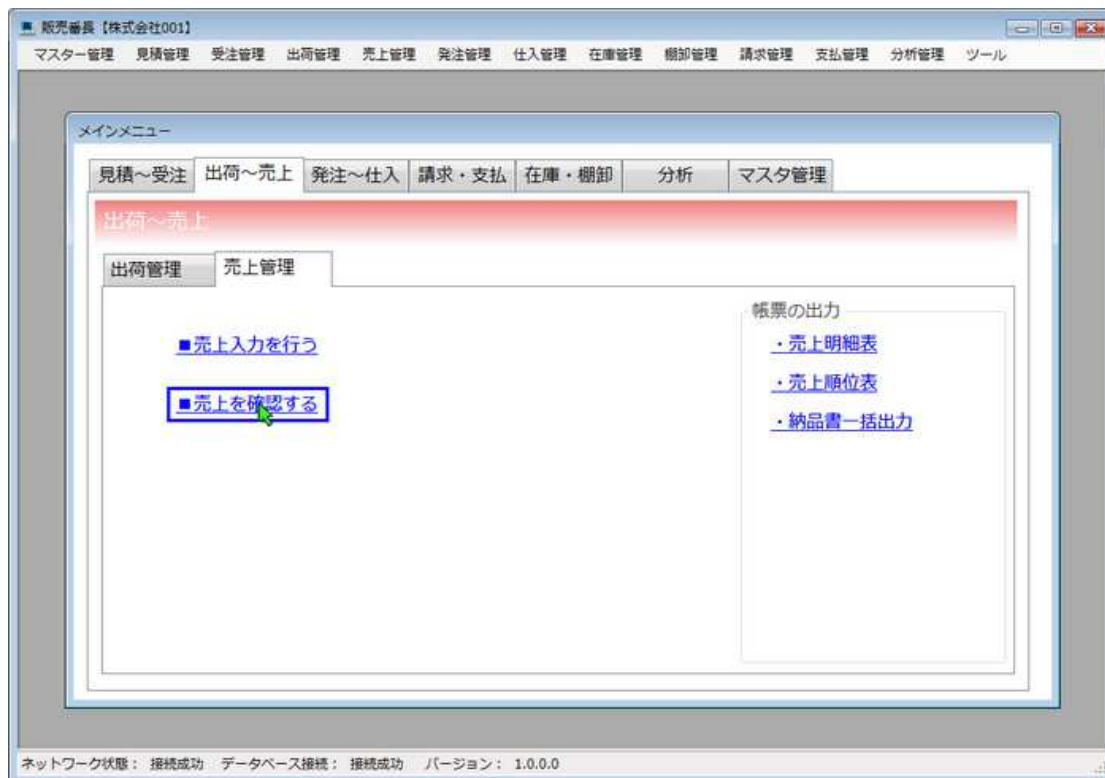 販売番長【株式会社001】
マスター管理 見積管理 受注管理 出荷管理 売上管理 発注管理 仕入管理 在庫管理 棚卸管理 請求管理 支払管理 分析管理 ツール
メインメニュー
見積～受注 出荷～売上 発注～仕入 請求・支払 在庫・棚卸 分析 マスタ管理
出荷～売上
出荷管理 売上管理
帳票の出力
■売上入力を行う ・売上明細表
・売上順位表
■売上を確認する
・納品書一括出力
ネットワーク状態： 接続成功 データベース接続： 接続成功 バージョン： 1.0.0.0